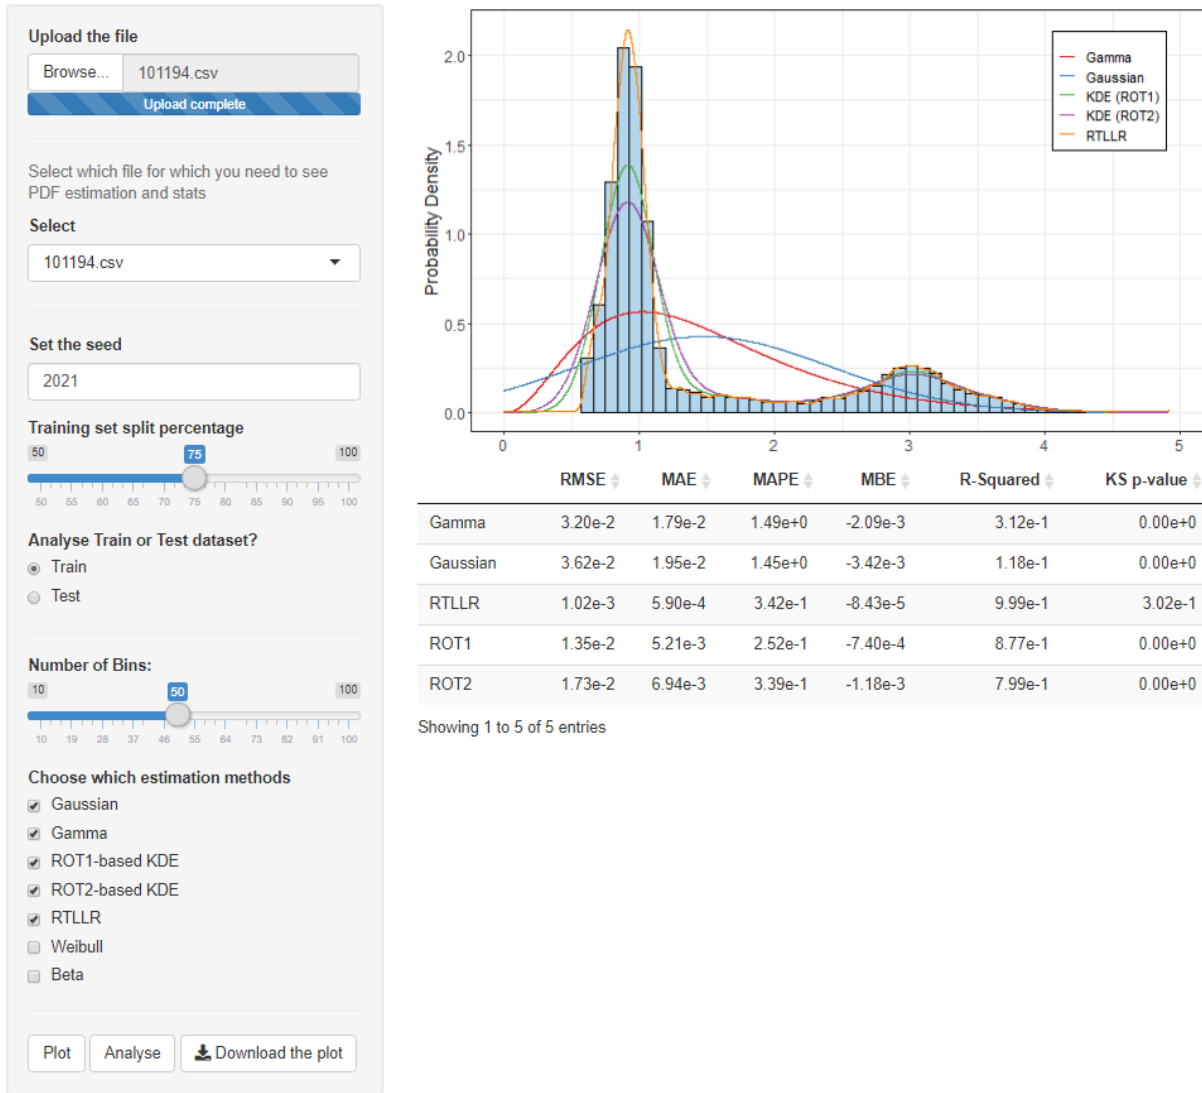 Upload the file
Browse... 101194.csv
Upload complete
Select which file for which you need to see
PDF estimation and stats
Select
101194.csv
Set the seed
2021
Training set split percentage
50 75 100
50 55 60 65 70 75 80 85 90 95 100
Analyse Train or Test dataset?
Train
Test
Number of Bins:
10 50 100
10 19 28 37 46 55 64 73 82 91 100
Choose which estimation methods
Gaussian
Gamma
ROT1-based KDE
ROT2-based KDE
RTLLR
Weibull
Beta
Plot Analyse Download the plot
Probability Density
2.0
1.5
1.0
0.5
0.0
0 1 2 3 4 5
Gamma
Gaussian
KDE (ROT1)
KDE (ROT2)
RTLLR
RMSE MAE MAPE MBE R-Squared KS p-value
Gamma 3.20e-2 1.79e-2 1.49e+0 -2.09e-3 3.12e-1 0.00e+0
Gaussian 3.62e-2 1.95e-2 1.45e+0 -3.42e-3 1.18e-1 0.00e+0
RTLLR 1.02e-3 5.90e-4 3.42e-1 -8.43e-5 9.99e-1 3.02e-1
ROT1 1.35e-2 5.21e-3 2.52e-1 -7.40e-4 8.77e-1 0.00e+0
ROT2 1.73e-2 6.94e-3 3.39e-1 -1.18e-3 7.99e-1 0.00e+0
Showing 1 to 5 of 5 entries